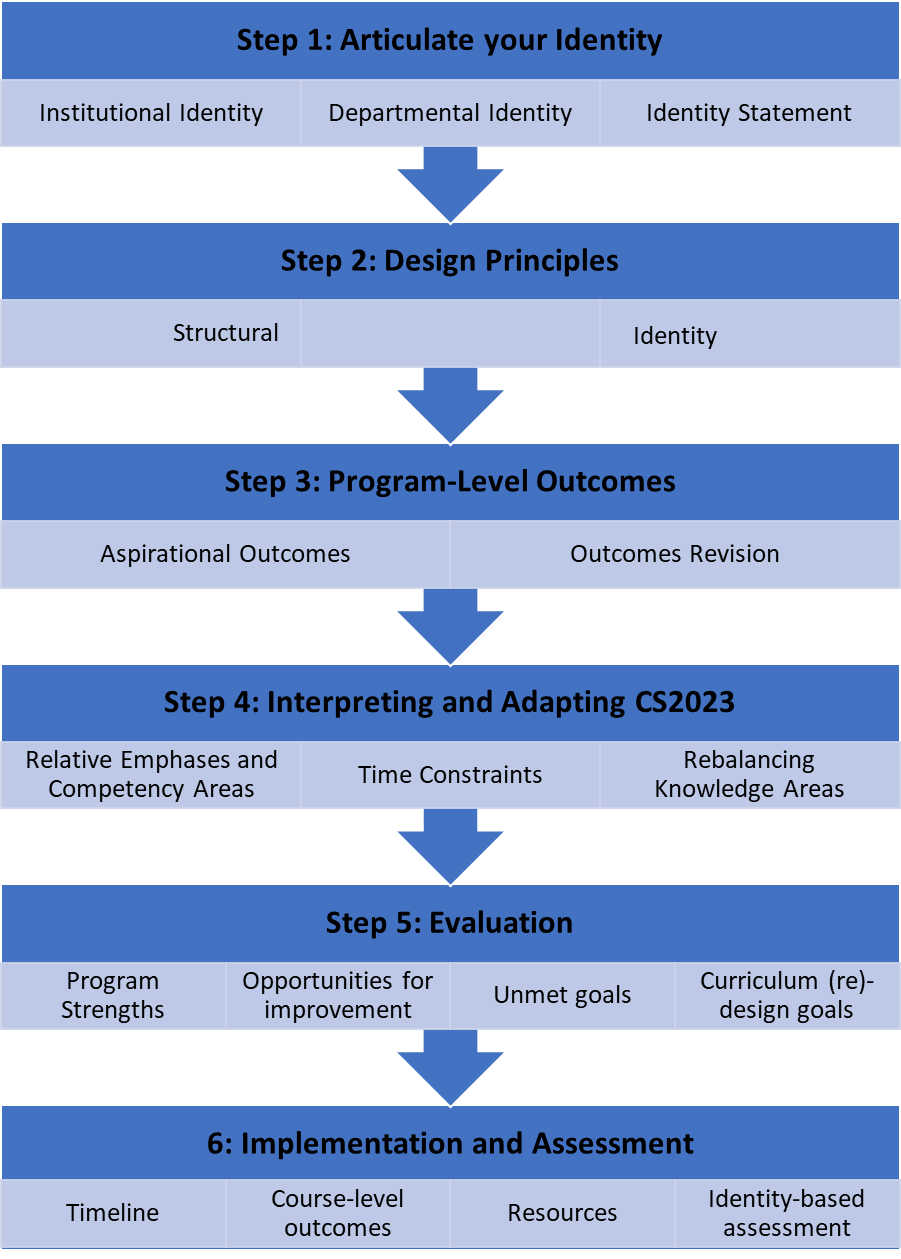 Step 1: Articulate your Identity
Institutional Identity
Departmental Identity
Identity Statement
Step 2: Design Principles
Structural
Identity
Step 3: Program-Level Outcomes
Aspirational Outcomes
Outcomes Revision
Step 4: Interpreting and Adapting CS2023
Relative Emphases and
Competency Areas
Time Constraints
Rebalancing
Knowledge Areas
Step 5: Evaluation
Program
Strengths
Opportunities for
improvement
Unmet goals
Curriculum (re)-
design goals
6: Implementation and Assessment
Timeline
Course-level
outcomes
Resources
Identity-based
assessment